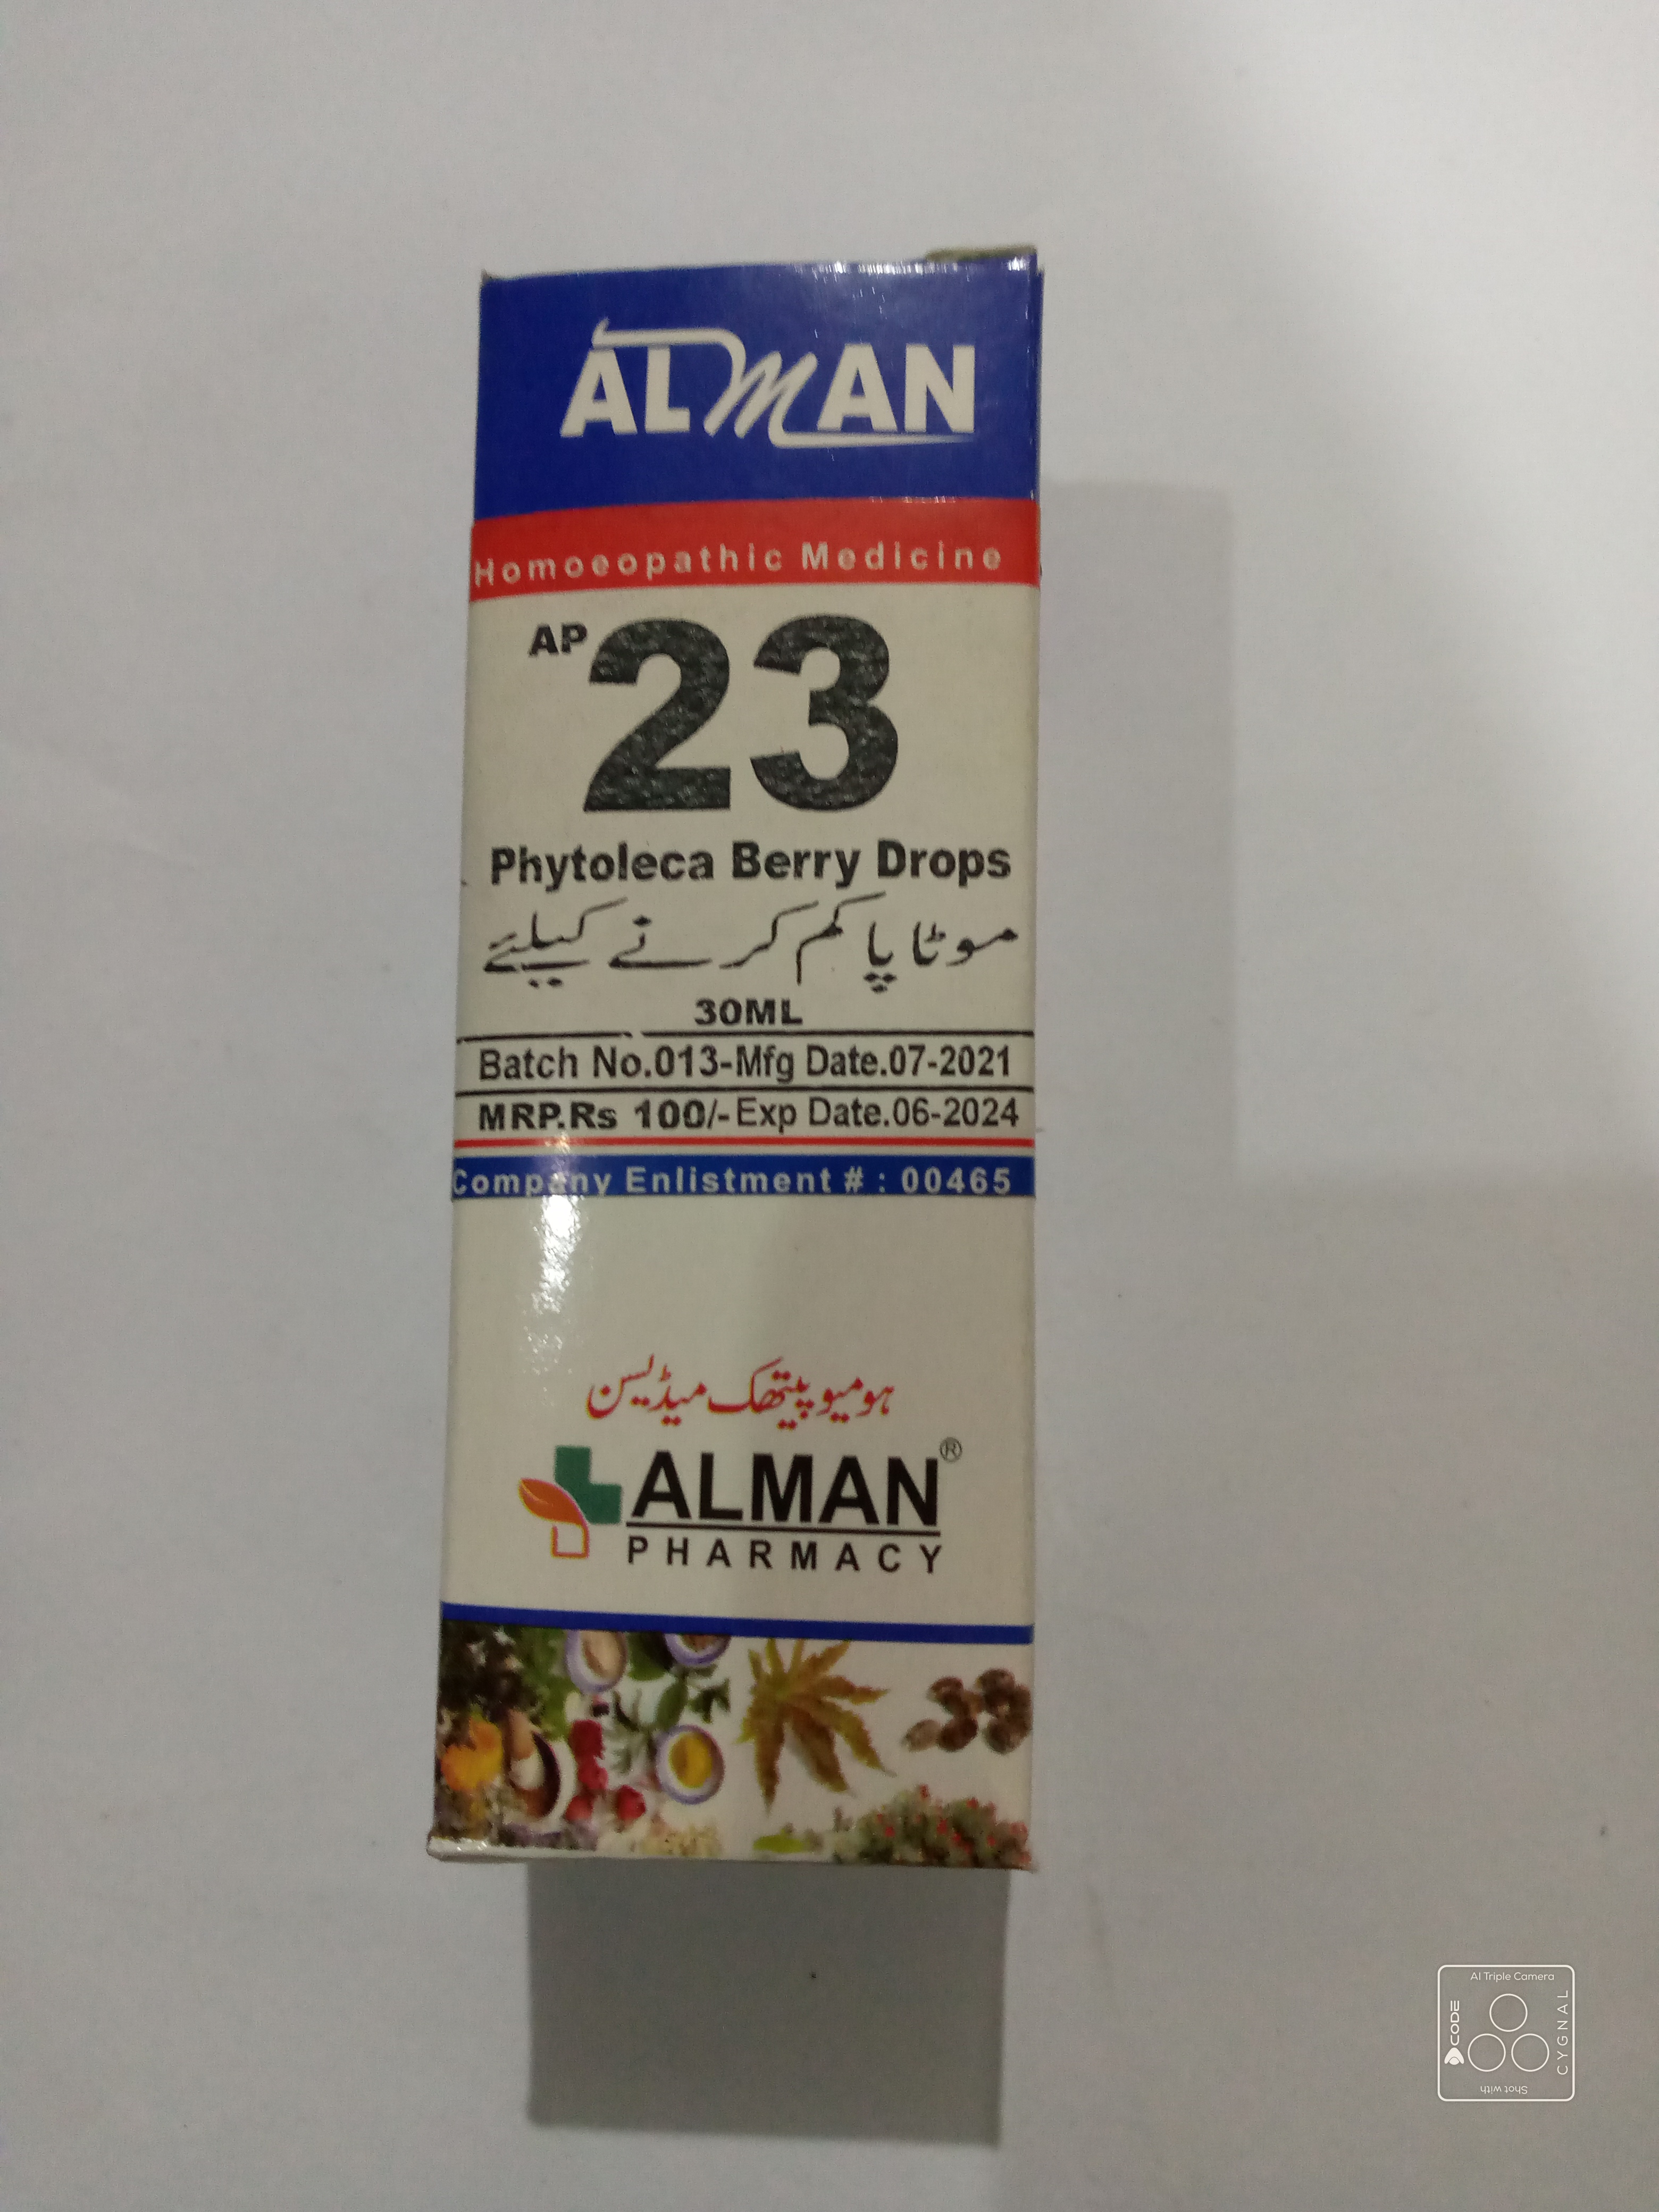 ALMAN
Homoeopathic Medicine
AP 23
Phytoleca Berry Drops
موٹاپا کم کرنے کیلئے
30ML
Batch No.013-Mfg Date.07-2021
MRP.Rs 100/-Exp Date.06-2024
Company Enlistment # : 00465
ہومیوپیتھک میڈیسن
ALMAN®
PHARMACY
AI Triple Camera
CODE
CYGNAL
Shot with